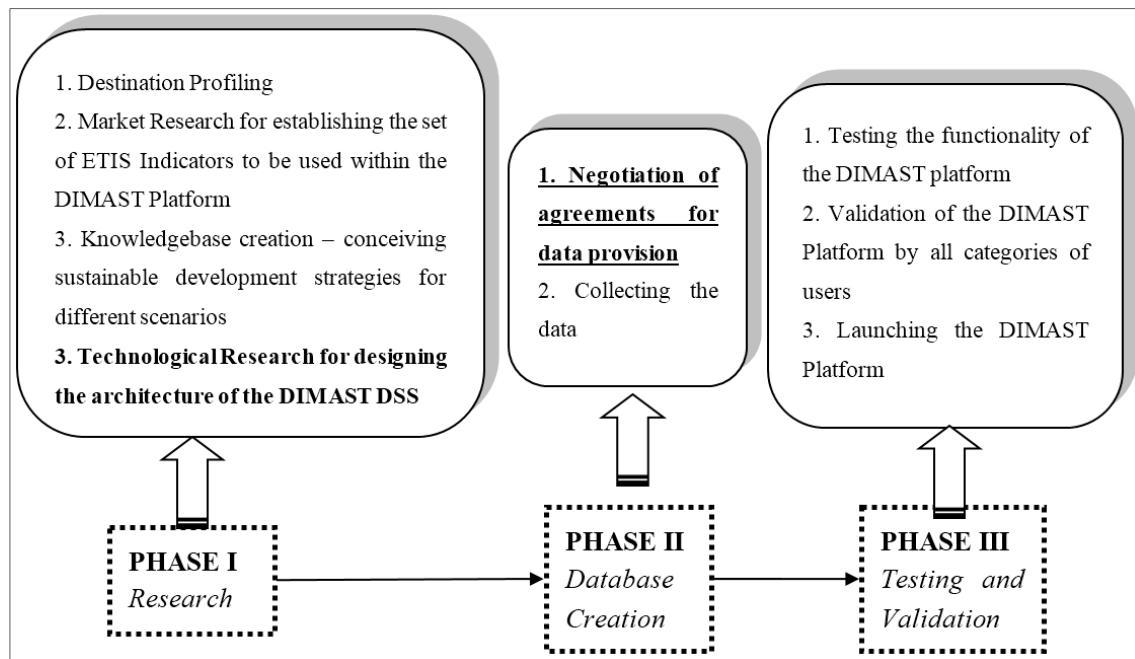 1. Destination Profiling
2. Market Research for establishing the set
of ETIS Indicators to be used within the
DIMAST Platform
3. Knowledgebase creation – conceiving
sustainable development strategies for
different scenarios
3. Technological Research for designing
the architecture of the DIMAST DSS
1. Negotiation of
agreements for
data provision
2. Collecting the
data
1. Testing the functionality of
the DIMAST platform
2. Validation of the DIMAST
Platform by all categories of
users
3. Launching the DIMAST
Platform
PHASE I
Research
PHASE II
Database
Creation
PHASE III
Testing and
Validation